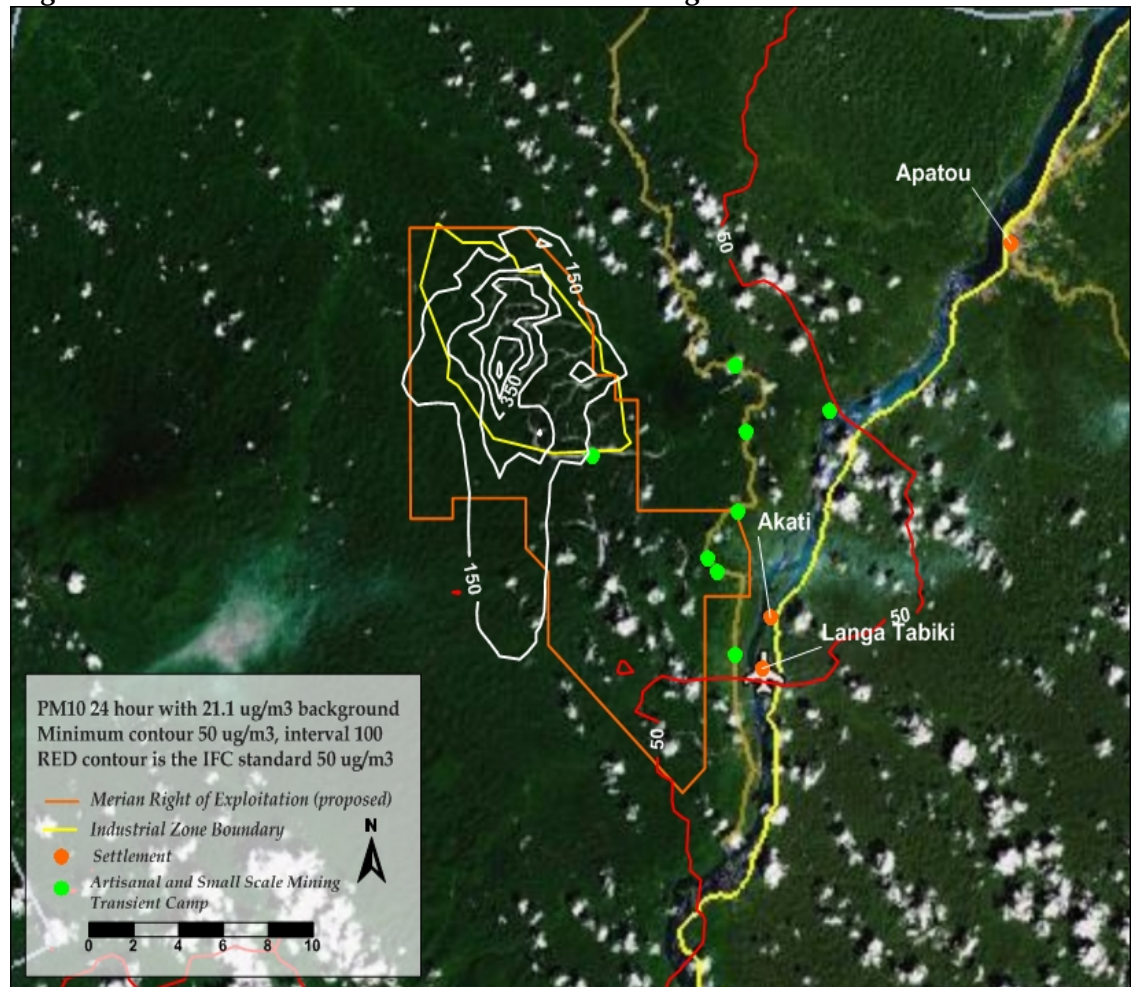 Apatou
50
150
350
Akati
150
50
Langa Tabiki
50
PM10 24 hour with 21.1 ug/m3 background
Minimum contour 50 ug/m3, interval 100
RED contour is the IFC standard 50 ug/m3
Merian Right of Exploitation (proposed)
Industrial Zone Boundary
N
Settlement
Artisanal and Small Scale Mining
Transient Camp
0 2 4 6 8 10